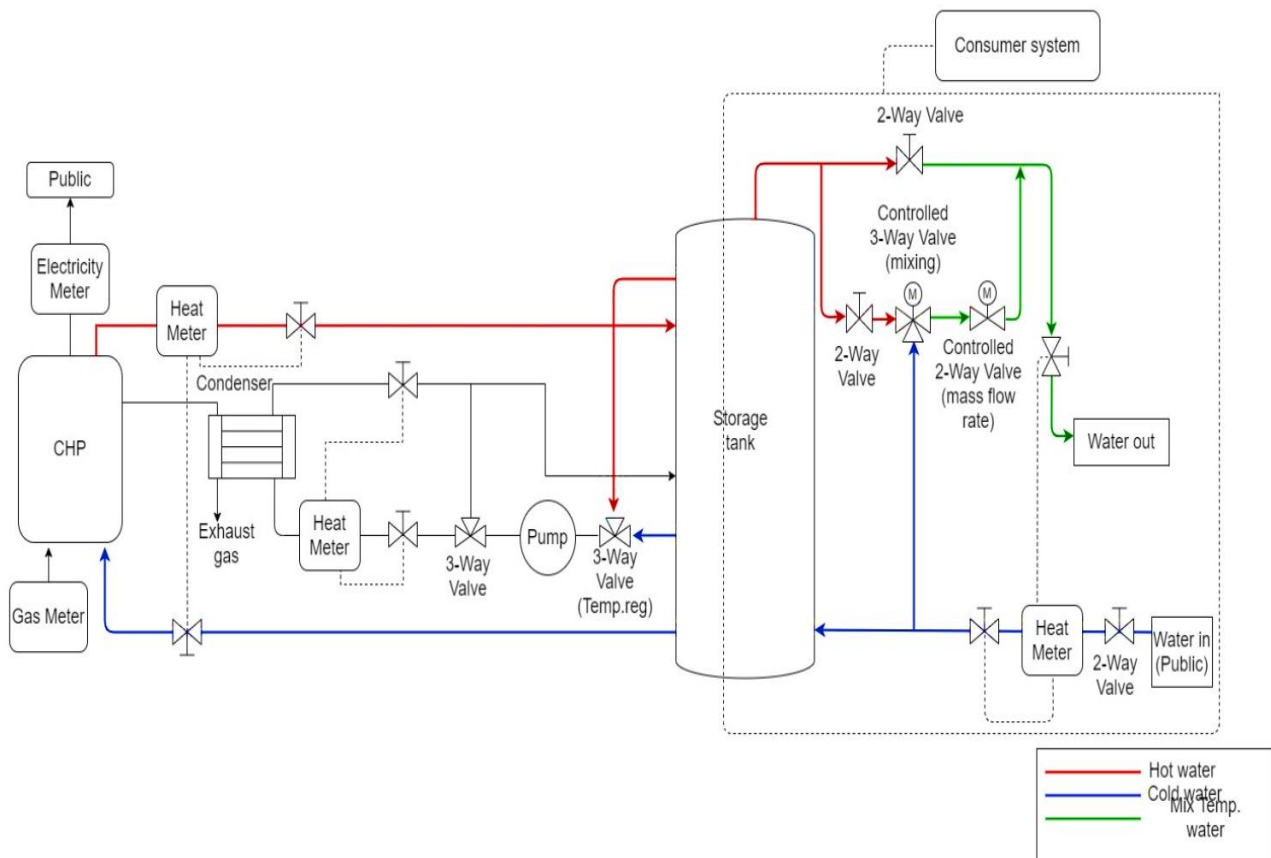 Consumer system
2-Way Valve
Public
Controlled
3-Way Valve
(mixing)
Electricity
Meter
Heat
Meter
M
M
2-Way
Valve
Controlled
2-Way Valve
(mass flow
rate)
Condenser
CHP
Storage
tank
Water out
Exhaust
gas
Heat
Meter
3-Way
Valve
Pump
3-Way
Valve
(Temp.reg)
Gas Meter
Heat
Meter
2-Way
Valve
Water in
(Public)
Hot water
Cold water
Mix Temp.
water